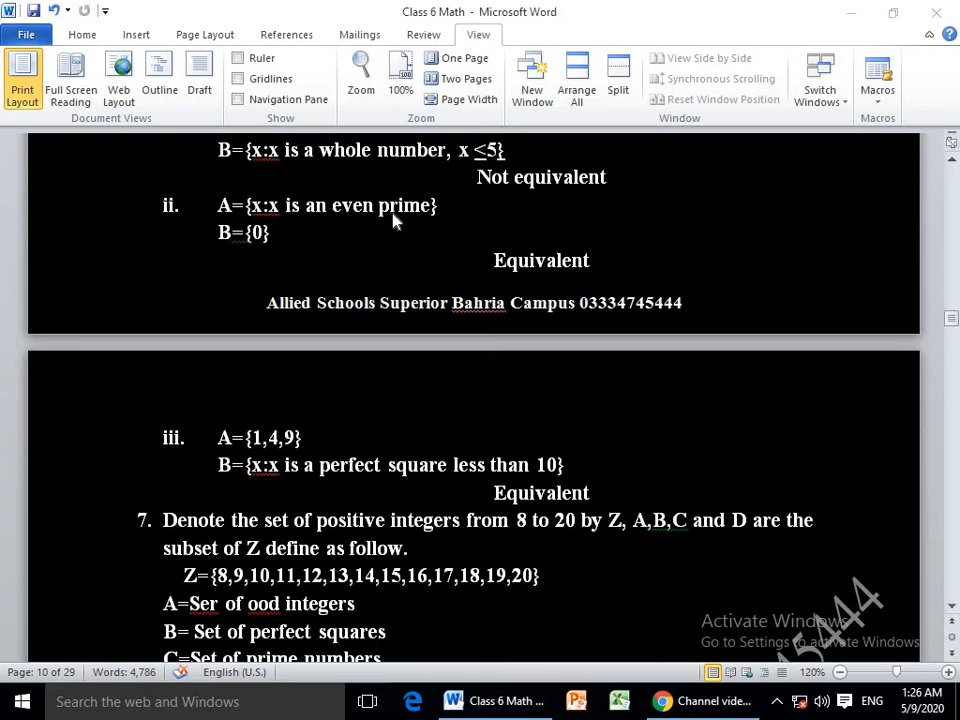 Class 6 Math - Microsoft Word
File Home Insert Page Layout References Mailings Review View
Print Layout
Full Screen Reading
Web Layout
Outline
Draft
Document Views
Ruler
Gridlines
Navigation Pane
Show
Zoom
100%
One Page
Two Pages
Page Width
Zoom
New Window
Arrange All
Split
View Side by Side
Synchronous Scrolling
Reset Window Position
Window
Switch Windows
Macros
Macros
B={x:x is a whole number, x ≤5}
Not equivalent
ii. A={x:x is an even prime}
B={0}
Equivalent
Allied Schools Superior Bahria Campus 03334745444
iii. A={1,4,9}
B={x:x is a perfect square less than 10}
Equivalent
7. Denote the set of positive integers from 8 to 20 by Z, A,B,C and D are the
subset of Z define as follow.
Z={8,9,10,11,12,13,14,15,16,17,18,19,20}
A=Ser of ood integers
B= Set of perfect squares
C=Set of prime numbers
45444
Activate Windows
Go to Settings to activate Windows.
Page: 10 of 29 Words: 4,786 English (U.S.) 120%
Search the web and Windows
Class 6 Math ...
Channel vide...
ENG
1:26 AM
5/9/2020